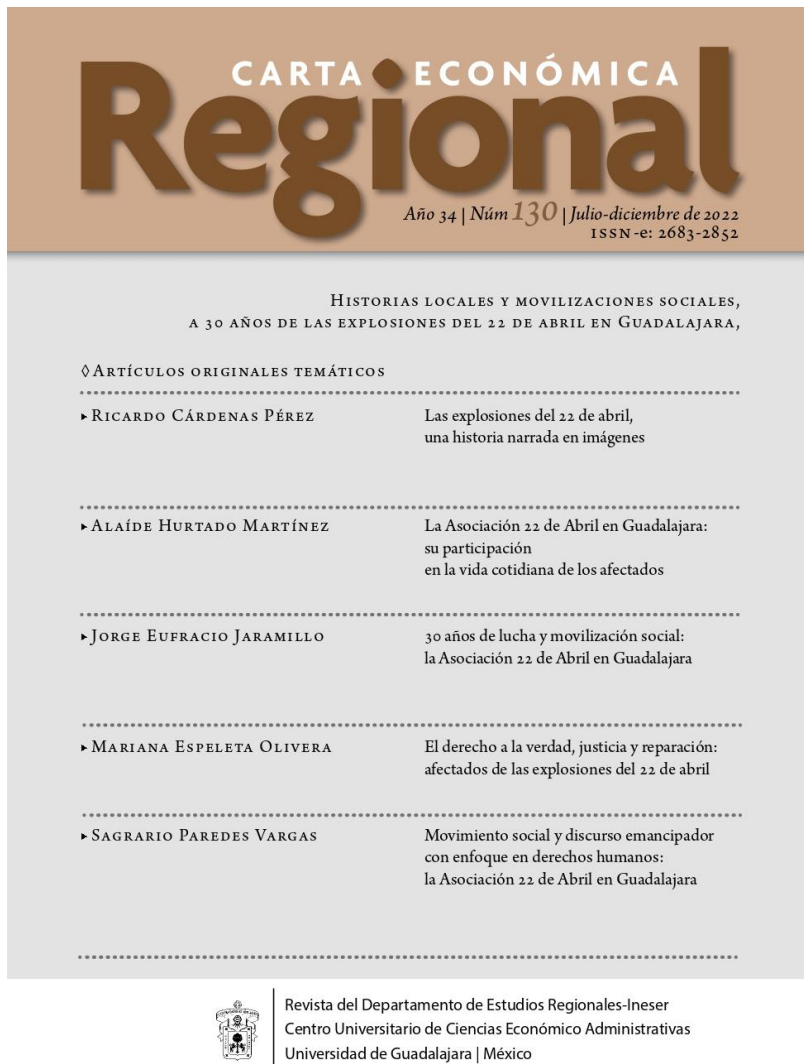 CARTA ECONÓMICA
Regional
Año 34 | Núm 130 | Julio-diciembre de 2022
ISSN-e: 2683-2852
Historias locales y movilizaciones sociales,
a 30 años de las explosiones del 22 de abril en Guadalajara,
◊Artículos originales temáticos
▸Ricardo Cárdenas Pérez
Las explosiones del 22 de abril,
una historia narrada en imágenes
▸Alaíde Hurtado Martínez
La Asociación 22 de Abril en Guadalajara:
su participación
en la vida cotidiana de los afectados
▸Jorge Eufracio Jaramillo
30 años de lucha y movilización social:
la Asociación 22 de Abril en Guadalajara
▸Mariana Espeleta Olivera
El derecho a la verdad, justicia y reparación:
afectados de las explosiones del 22 de abril
▸Sagrario Paredes Vargas
Movimiento social y discurso emancipador
con enfoque en derechos humanos:
la Asociación 22 de Abril en Guadalajara
Revista del Departamento de Estudios Regionales-Ineser
Centro Universitario de Ciencias Económico Administrativas
Universidad de Guadalajara | México